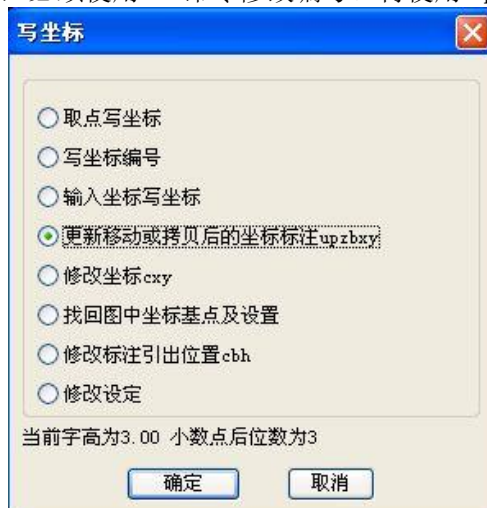 写坐标
取点写坐标
写坐标编号
输入坐标写坐标
更新移动或拷贝后的坐标标注upzbxy
修改坐标cxy
找回图中坐标基点及设置
修改标注引出位置cbh
修改设定
当前字高为3.00 小数点后位数为3
确定 取消